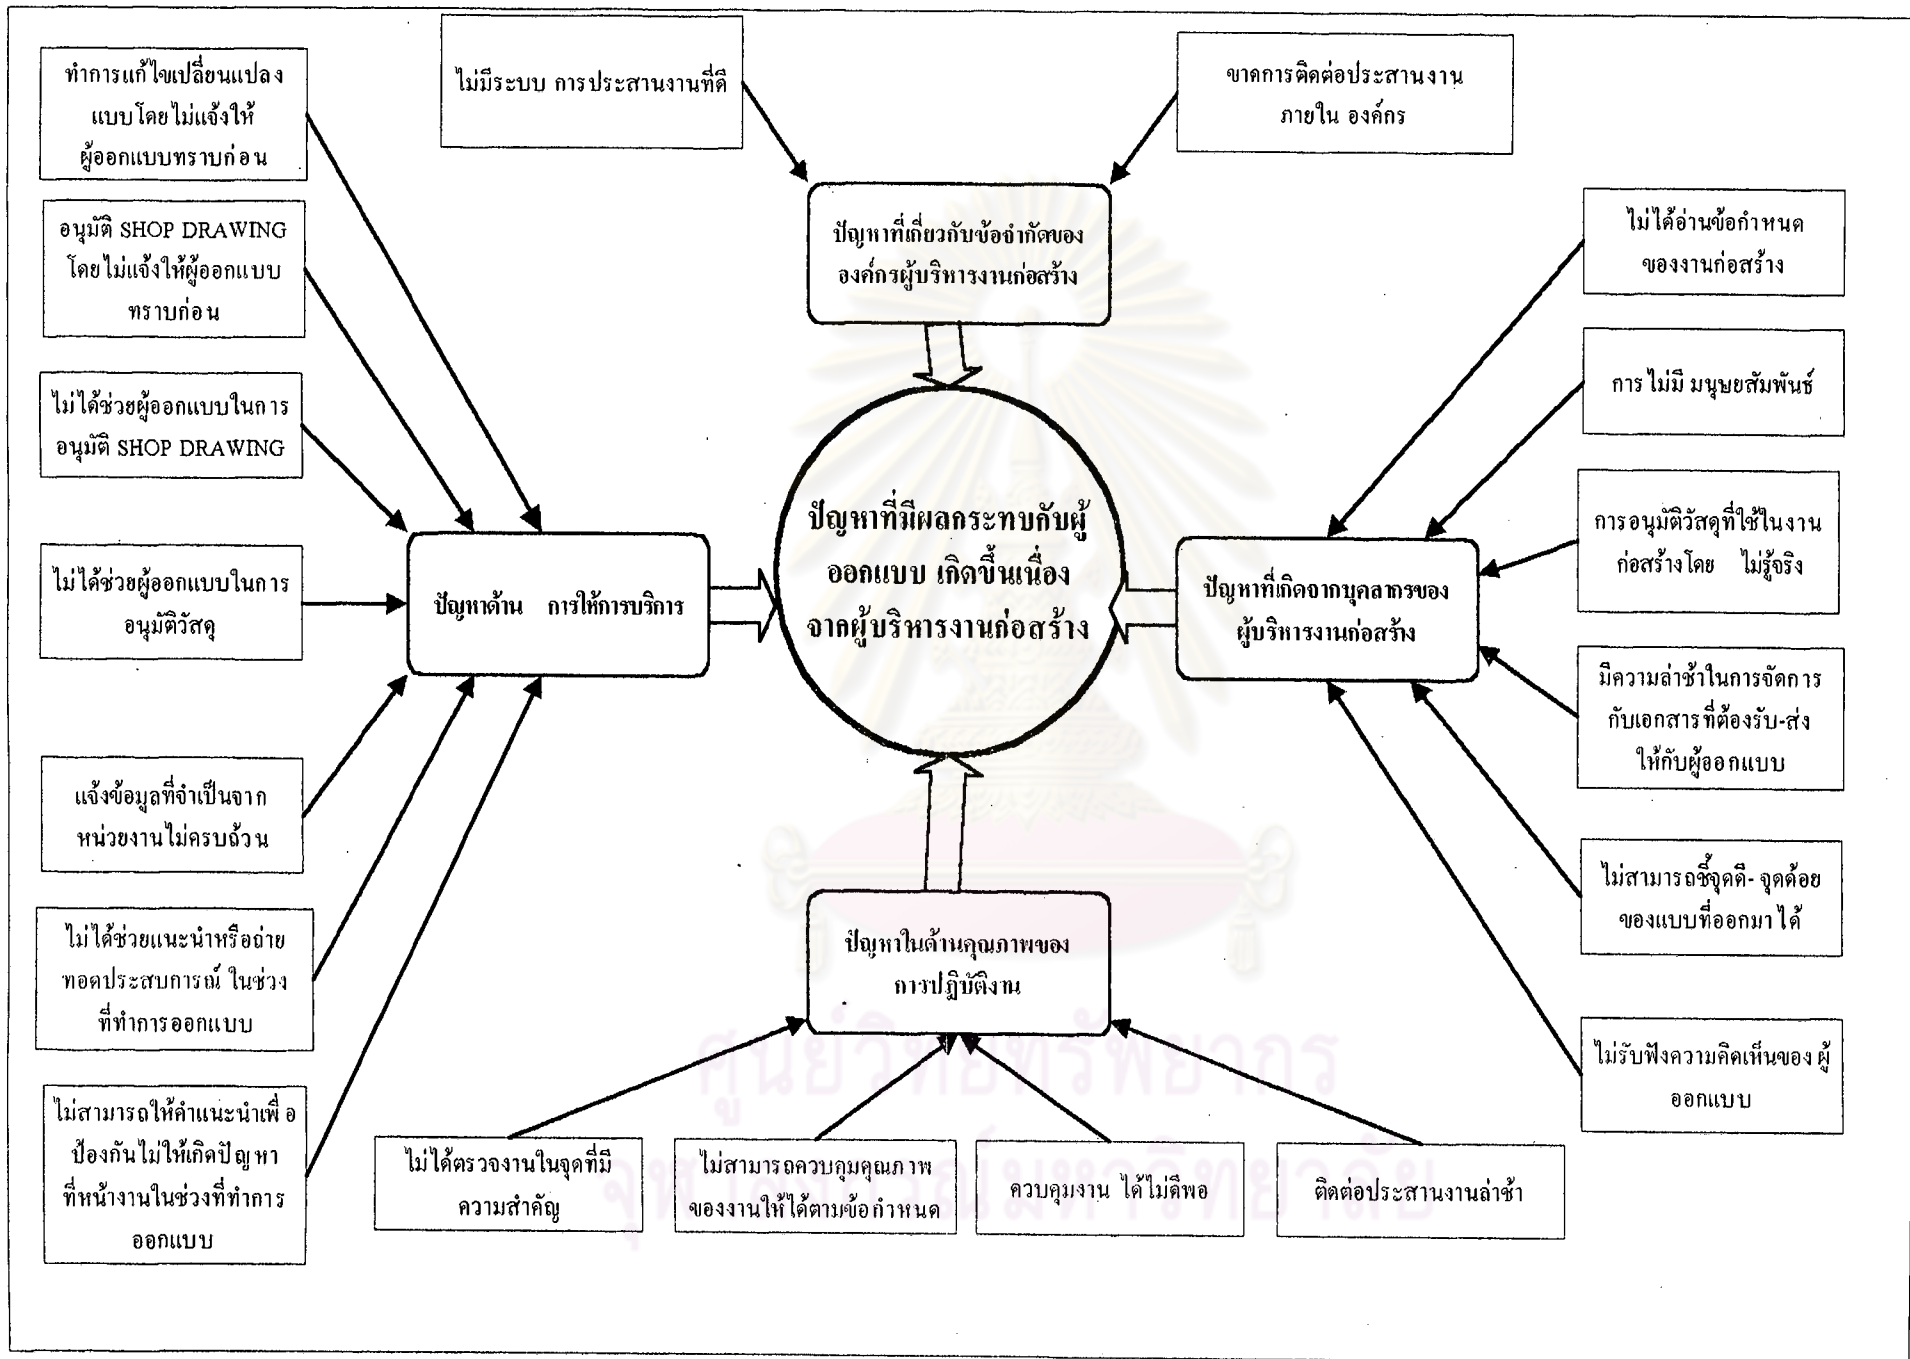 ทำการแก้ไขเปลี่ยนแปลง
แบบโดยไม่แจ้งให้
ผู้ออกแบบทราบก่อน
ไม่มีระบบ การประสานงานที่ดี
ขาดการติดต่อประสานงาน
ภายใน องค์กร
อนุมัติ SHOP DRAWING
โดยไม่แจ้งให้ผู้ออกแบบ
ทราบก่อน
ปัญหาที่เกี่ยวกับข้อจำกัดของ
องค์กรผู้บริหารงานก่อสร้าง
ไม่ได้อ่านข้อกำหนด
ของงานก่อสร้าง
ไม่ได้ช่วยผู้ออกแบบในการ
อนุมัติ SHOP DRAWING
การ ไม่มี มนุษยสัมพันธ์
ไม่ได้ช่วยผู้ออกแบบในการ
อนุมัติวัสดุ
ปัญหาด้าน การให้การบริการ
ปัญหาที่มีผลกระทบกับผู้
ออกแบบ เกิดขึ้นเนื่อง
จากผู้บริหารงานก่อสร้าง
ปัญหาที่เกิดจากบุคลากรของ
ผู้บริหารงานก่อสร้าง
การอนุมัติวัสดุที่ใช้ในงาน
ก่อสร้างโดย ไม่รู้จริง
มีความล่าช้าในการจัดการ
กับเอกสารที่ต้องรับ-ส่ง
ให้กับผู้ออกแบบ
แจ้งข้อมูลที่จำเป็นจาก
หน่วยงานไม่ครบถ้วน
ไม่สามารถชี้จุดดี- จุดด้อย
ของแบบที่ออกมา ได้
ไม่ได้ช่วยแนะนำหรือถ่าย
ทอดประสบการณ์ ในช่วง
ที่ทำการออกแบบ
ปัญหาในด้านคุณภาพของ
การปฏิบัติงาน
ไม่รับฟังความคิดเห็นของ ผู้
ออกแบบ
ไม่สามารถให้คำแนะนำเพื่อ
ป้องกันไม่ให้เกิดปัญหา
ที่หน้างานในช่วงที่ทำการ
ออกแบบ
ไม่ได้ตรวจงานในจุดที่มี
ความสำคัญ
ไม่สามารถควบคุมคุณภาพ
ของงานให้ได้ตามข้อกำหนด
ควบคุมงาน ได้ไม่ดีพอ
ติดต่อประสานงานล่าช้า
ศูนย์วิทยทรัพยากร
จุฬาลงกรณ์มหาวิทยาลัย